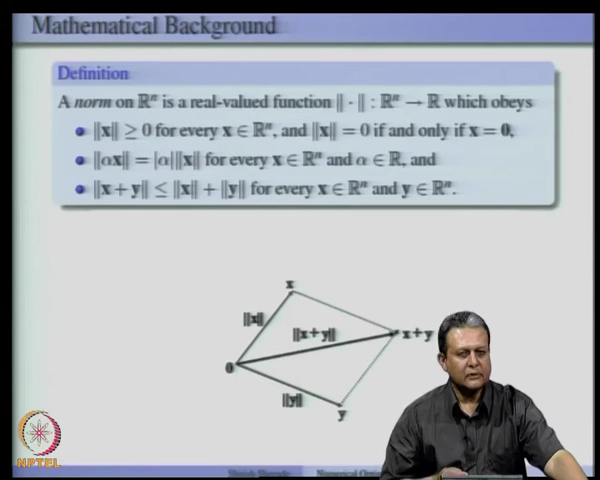 Mathematical Background
Definition
A norm on ℝⁿ is a real-valued function ‖ · ‖ : ℝⁿ → ℝ which obeys
‖x‖ ≥ 0 for every x ∈ ℝⁿ, and ‖x‖ = 0 if and only if x = 0,
‖αx‖ = |α|‖x‖ for every x ∈ ℝⁿ and α ∈ ℝ, and
‖x + y‖ ≤ ‖x‖ + ‖y‖ for every x ∈ ℝⁿ and y ∈ ℝⁿ.
x
‖x‖
‖x + y‖
x + y
0
‖y‖
y
NPTEL
Numerical